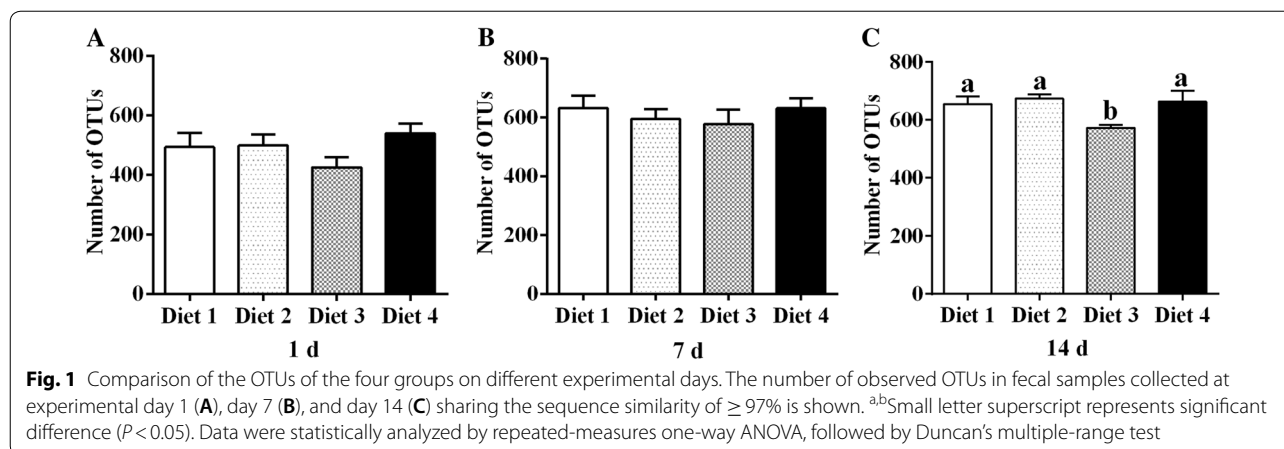 A
Number of OTUs
800
600
400
200
0
Diet 1 Diet 2 Diet 3 Diet 4
1 d
B
Number of OTUs
800
600
400
200
0
Diet 1 Diet 2 Diet 3 Diet 4
7 d
C
Number of OTUs
800
600
400
200
0
a a b a
Diet 1 Diet 2 Diet 3 Diet 4
14 d
Fig. 1 Comparison of the OTUs of the four groups on different experimental days. The number of observed OTUs in fecal samples collected at
experimental day 1 (A), day 7 (B), and day 14 (C) sharing the sequence similarity of ≥ 97% is shown. a,bSmall letter superscript represents significant
difference (P < 0.05). Data were statistically analyzed by repeated-measures one-way ANOVA, followed by Duncan's multiple-range test